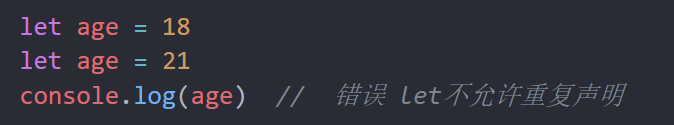 let age = 18
let age = 21
console.log(age)  //  错误 let不允许重复声明